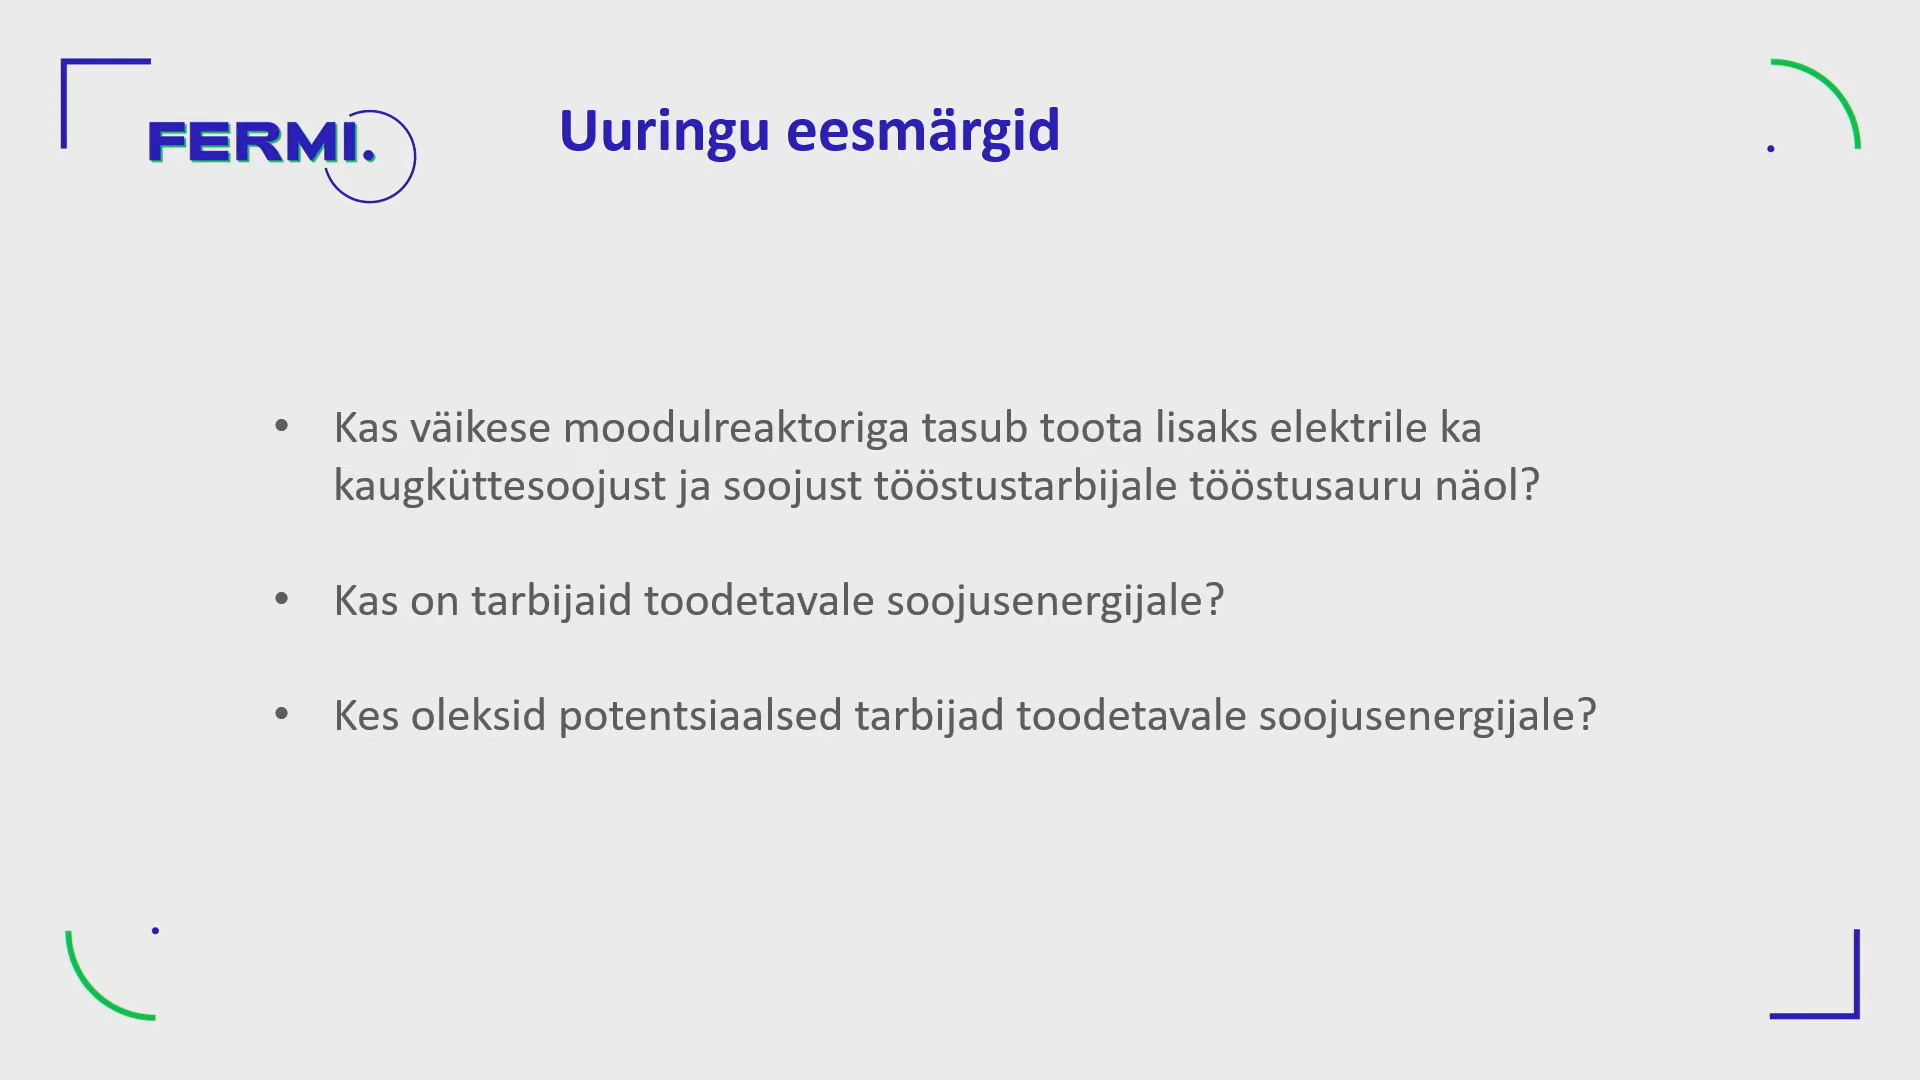 FERMI.
Uuringu eesmärgid
• Kas väikese moodulreaktoriga tasub toota lisaks elektrile ka
kaugküttesoojust ja soojust tööstustarbijale tööstusauru näol?
• Kas on tarbijaid toodetavale soojusenergijale?
• Kes oleksid potentsiaalsed tarbijad toodetavale soojusenergijale?